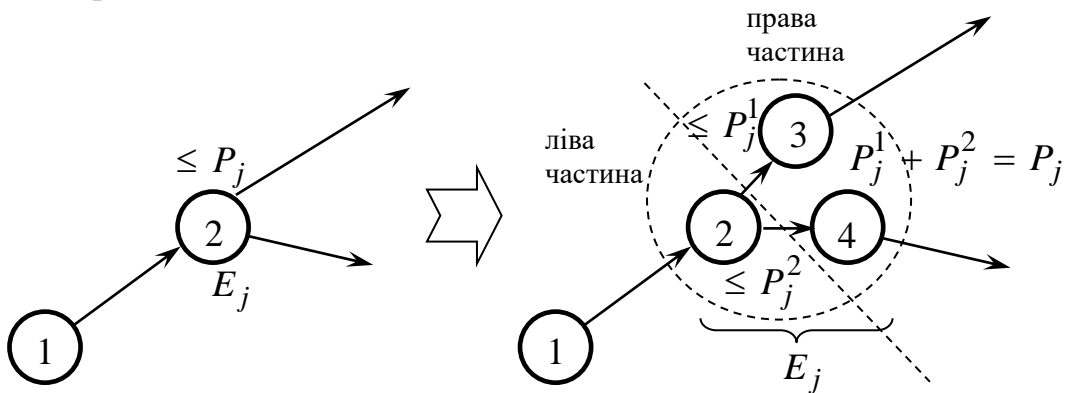 ≤ P_j
2
E_j
1
права
частина
ліва
частина
≤ P_j^1
3
P_j^1 + P_j^2 = P_j
2
4
≤ P_j^2
1
E_j